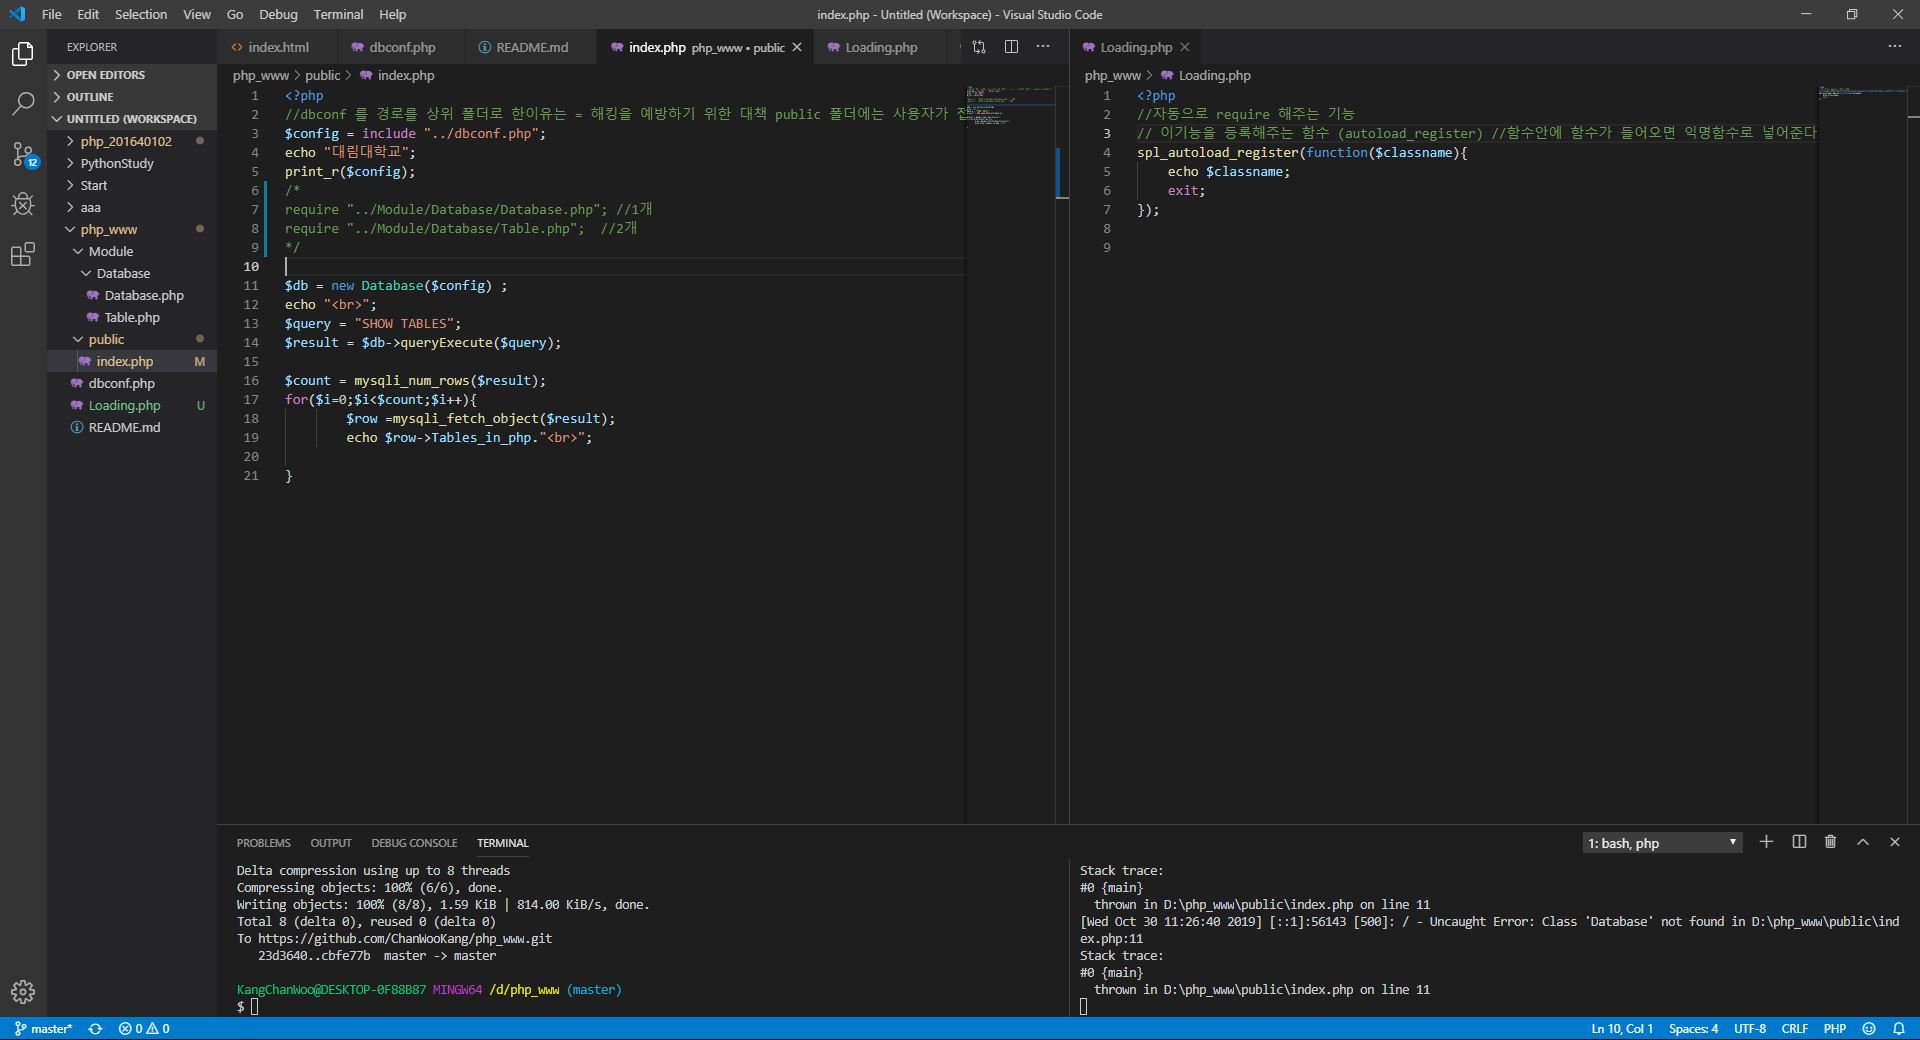 File Edit Selection View Go Debug Terminal Help
index.php - Untitled (Workspace) - Visual Studio Code
EXPLORER
OPEN EDITORS
OUTLINE
UNTITLED (WORKSPACE)
php_201640102
PythonStudy
Start
aaa
php_www
Module
Database
Database.php
Table.php
public
index.php M
dbconf.php
Loading.php U
README.md
12
index.html dbconf.php README.md index.php php_www • public Loading.php
php_www > public > index.php
1 <?php
2 //dbconf 를 경로를 상위 폴더로 한이유는 = 해킹을 예방하기 위한 대책 public 폴더에는 사용자가
3 $config = include "../dbconf.php";
4 echo "대림대학교";
5 print_r($config);
6 /*
7 require "../Module/Database/Database.php"; //1개
8 require "../Module/Database/Table.php";  //2개
9 */
10
11 $db = new Database($config) ;
12 echo "<br>";
13 $query = "SHOW TABLES";
14 $result = $db->queryExecute($query);
15
16 $count = mysqli_num_rows($result);
17 for($i=0;$i<$count;$i++){
18         $row =mysqli_fetch_object($result);
19         echo $row->Tables_in_php."<br>";
20
21 }
Loading.php
php_www > Loading.php
1 <?php
2 //자동으로 require 해주는 기능
3 // 이기능을 등록해주는 함수 (autoload_register) //함수안에 함수가 들어오면 익명함수로 넣어준다
4 spl_autoload_register(function($classname){
5     echo $classname;
6     exit;
7 });
8
9
PROBLEMS OUTPUT DEBUG CONSOLE TERMINAL
1: bash, php
Delta compression using up to 8 threads
Compressing objects: 100% (6/6), done.
Writing objects: 100% (8/8), 1.59 KiB | 814.00 KiB/s, done.
Total 8 (delta 0), reused 0 (delta 0)
To https://github.com/ChanWooKang/php_www.git
   23d3640..cbfe77b  master -> master
KangChanWoo@DESKTOP-0F88B87 MINGW64 /d/php_www (master)
$
Stack trace:
#0 {main}
  thrown in D:\php_www\public\index.php on line 11
[Wed Oct 30 11:26:40 2019] [::1]:56143 [500]: / - Uncaught Error: Class 'Database' not found in D:\php_www\public\ind
ex.php:11
Stack trace:
#0 {main}
  thrown in D:\php_www\public\index.php on line 11
master* 0 0
Ln 10, Col 1 Spaces: 4 UTF-8 CRLF PHP